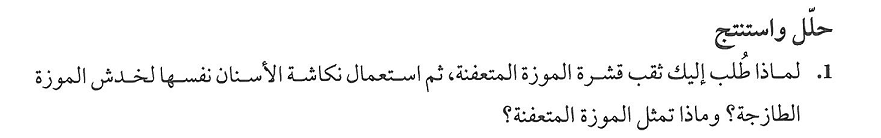 حلّل واستنتج
1. لماذا طُلب إليك ثقب قشرة الموزة المتعفنة، ثم استعمال نكاشة الأسنان نفسها لخدش الموزة
الطازجة؟ وماذا تمثل الموزة المتعفنة؟